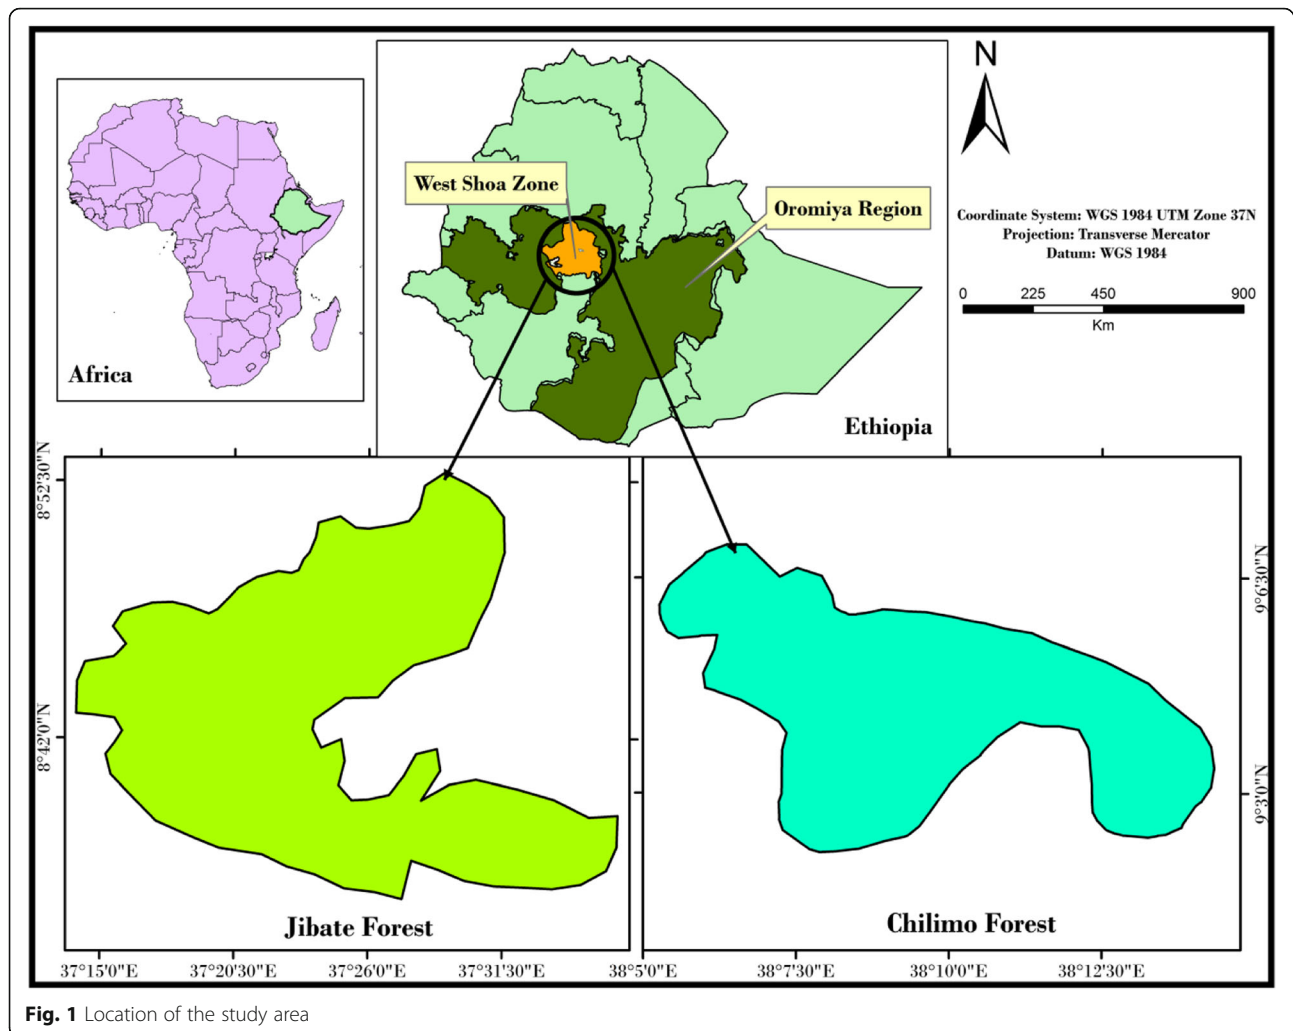 N
West Shoa Zone
Oromiya Region
Coordinate System: WGS 1984 UTM Zone 37N
Projection: Transverse Mercator
Datum: WGS 1984
0 225 450 900
Km
Africa
Ethiopia
8°52'30"N
8°42'0"N
9°6'30"N
9°3'0"N
Jibate Forest
Chilimo Forest
37°15'0"E 37°20'30"E 37°26'0"E 37°31'30"E 38°5'0"E 38°7'30"E 38°10'0"E 38°12'30"E
Fig. 1 Location of the study area